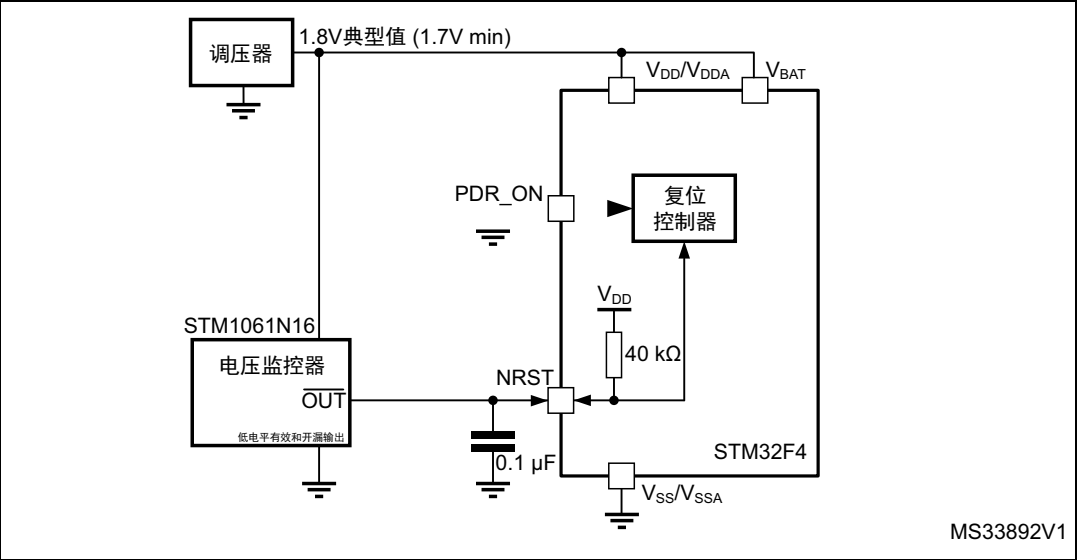 调压器
1.8V典型值 (1.7V min)
VDD/VDDA
VBAT
PDR_ON
复位
控制器
VDD
40 kΩ
STM1061N16
电压监控器
OUT
低电平有效和开漏输出
NRST
0.1 µF
STM32F4
VSS/VSSA
MS33892V1